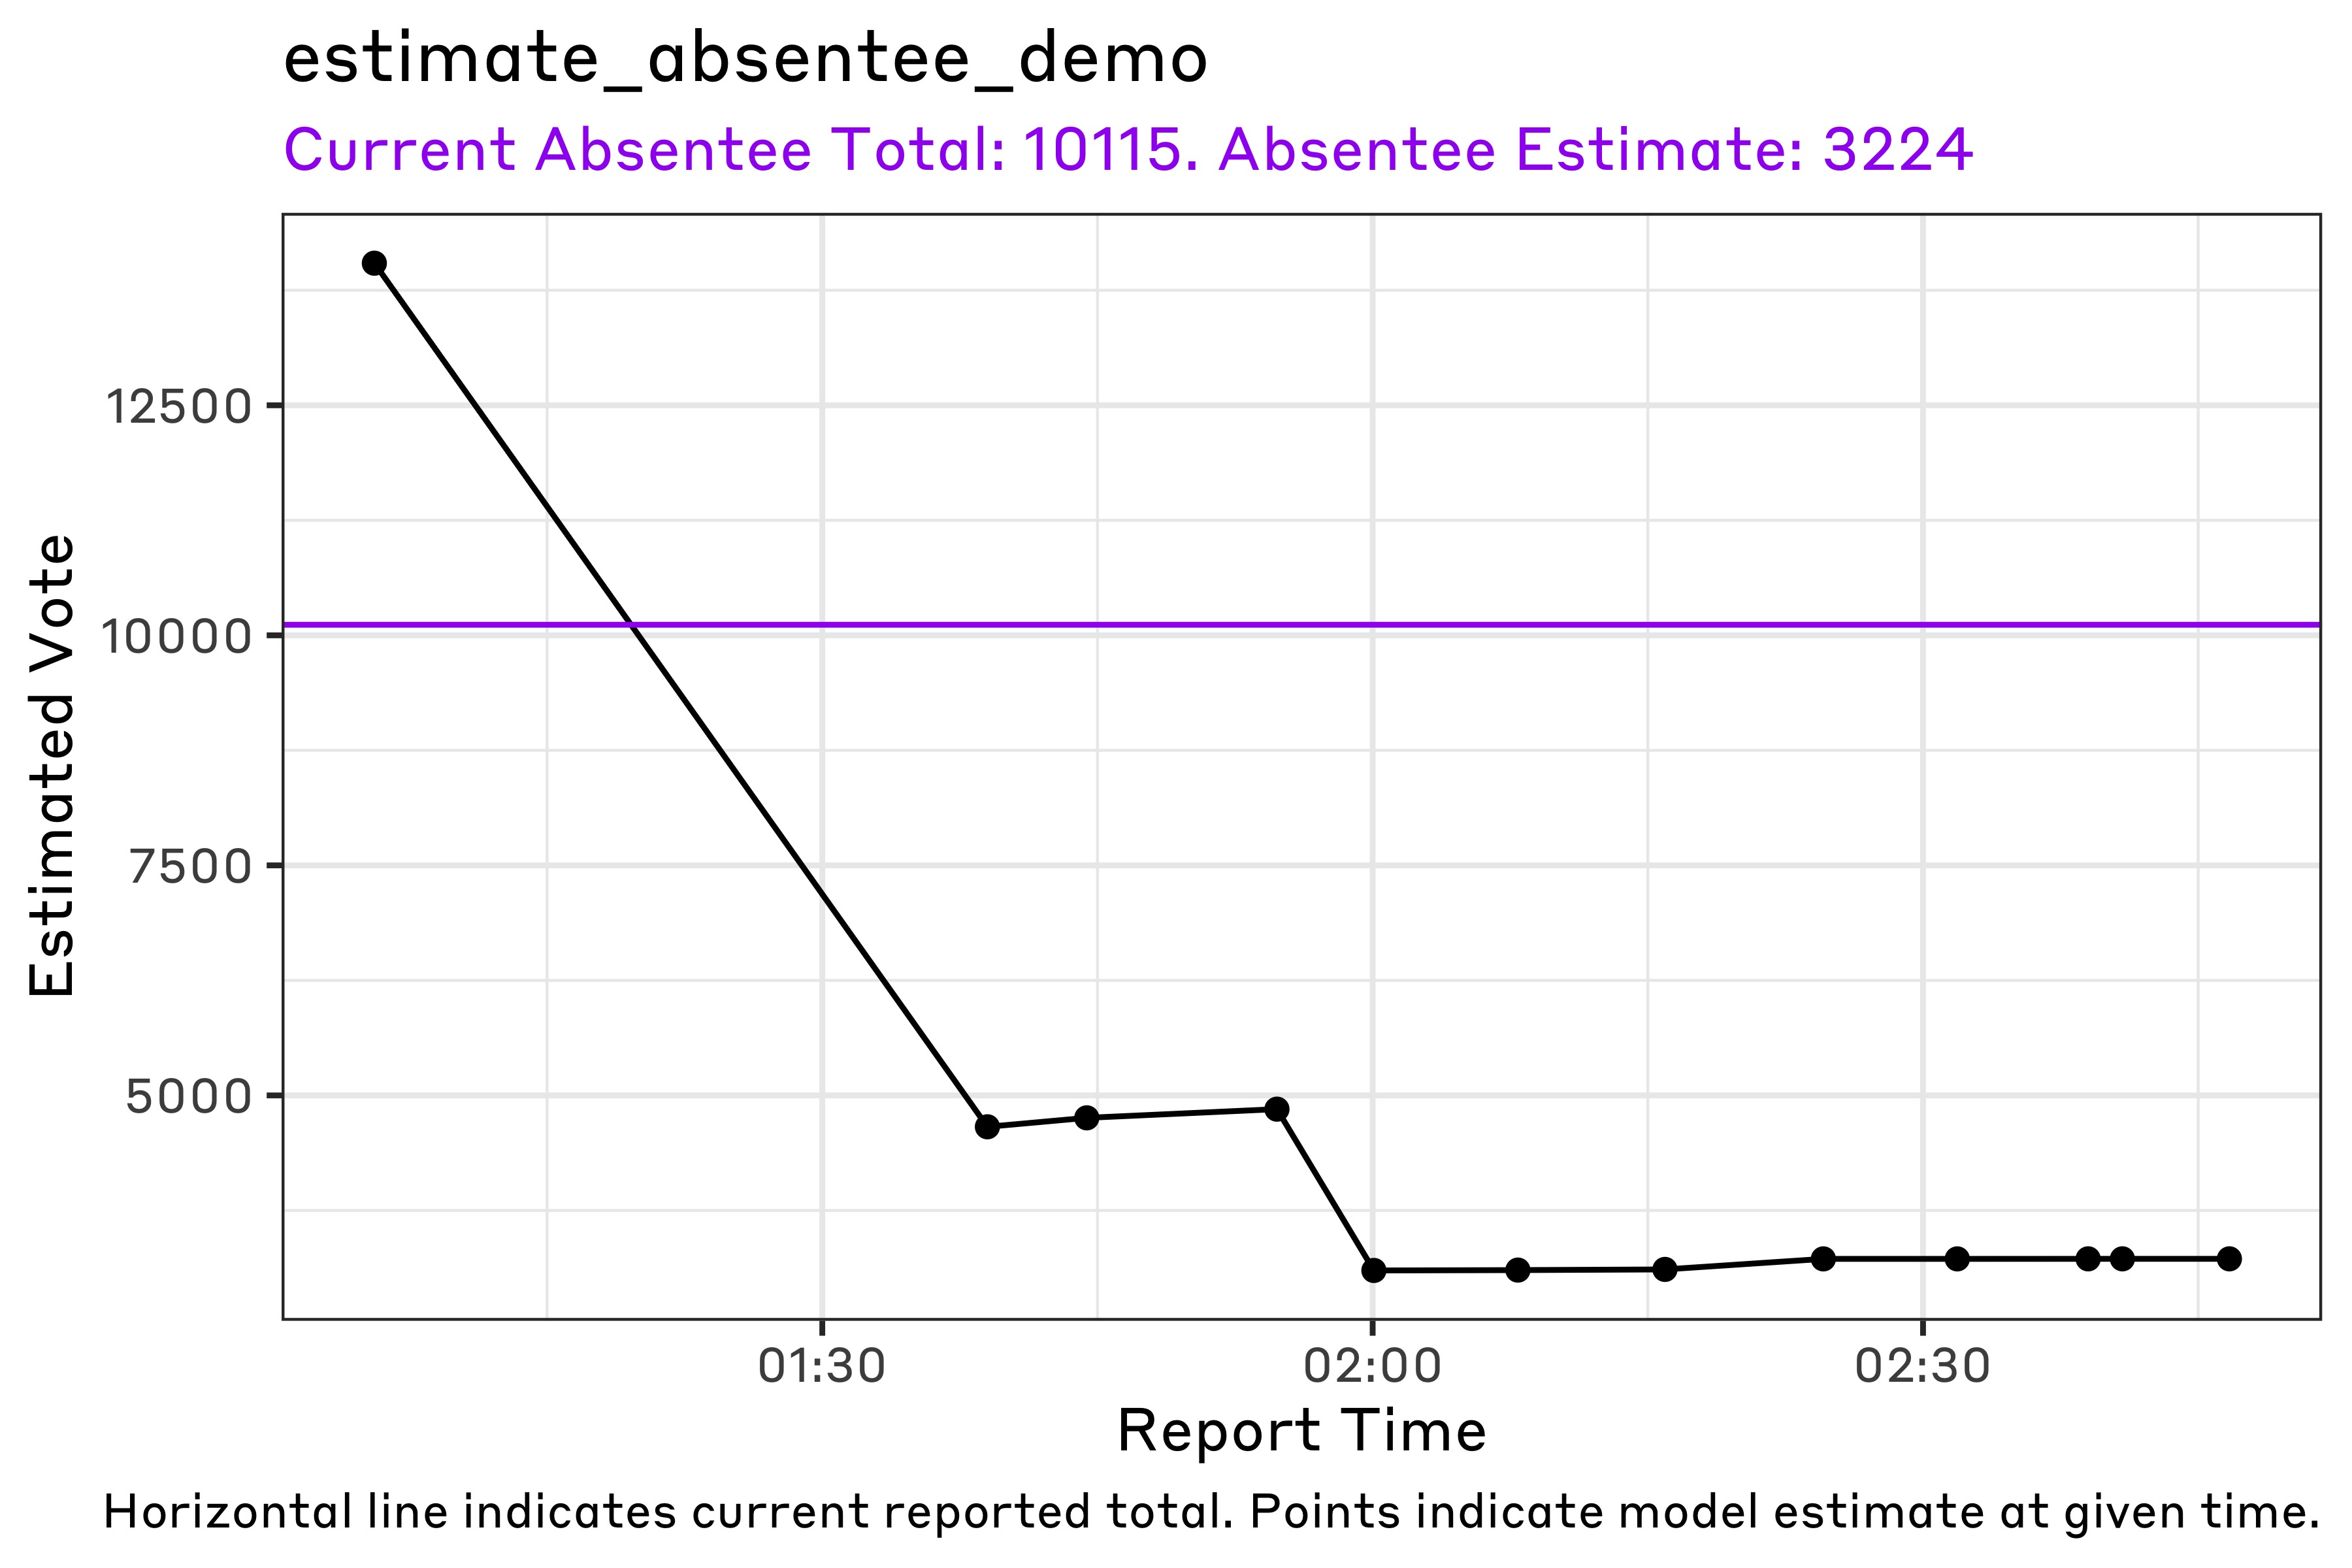 estimate_absentee_demo
Current Absentee Total: 10115. Absentee Estimate: 3224
Estimated Vote
12500
10000
7500
5000
01:30 02:00 02:30
Report Time
Horizontal line indicates current reported total. Points indicate model estimate at given time.